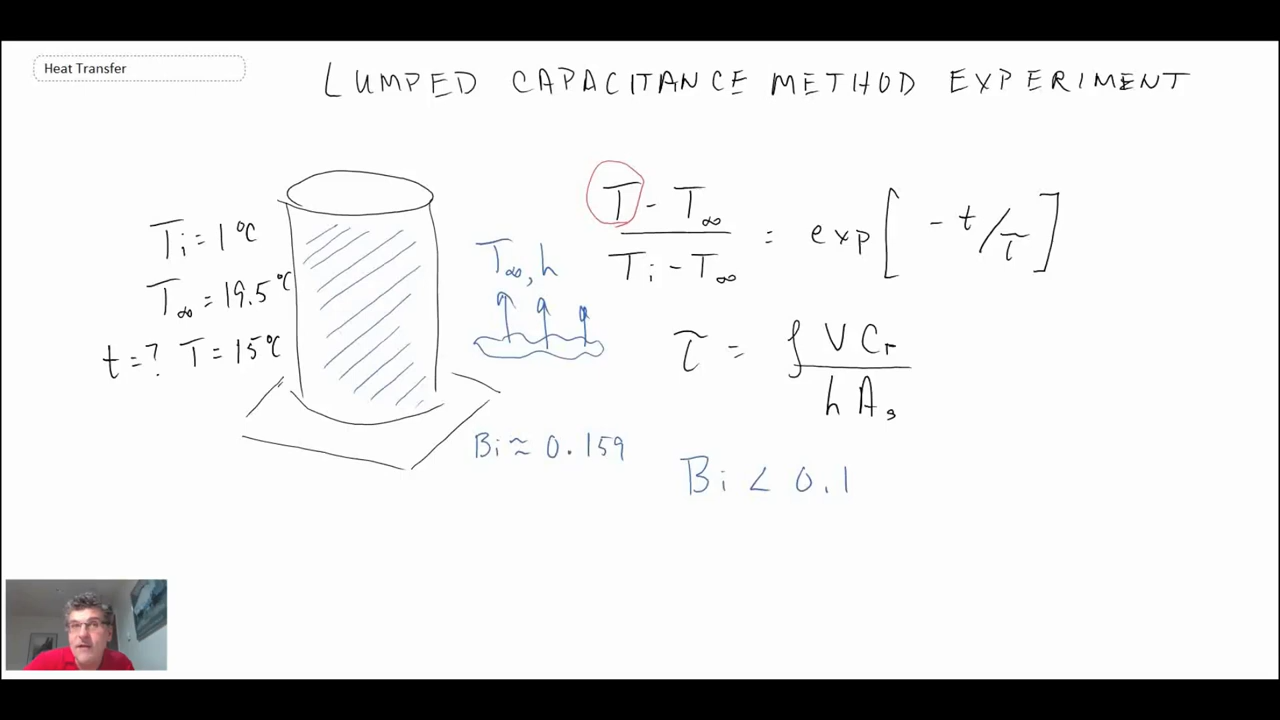 Heat Transfer
LUMPED CAPACITANCE METHOD EXPERIMENT
Ti = 1°C
T∞ = 19.5°C
t = ? T = 15°C
T∞, h
Bi ≈ 0.159
T - T∞ / Ti - T∞ = exp[-t/τ]
τ = ρVCp / hAs
Bi < 0.1